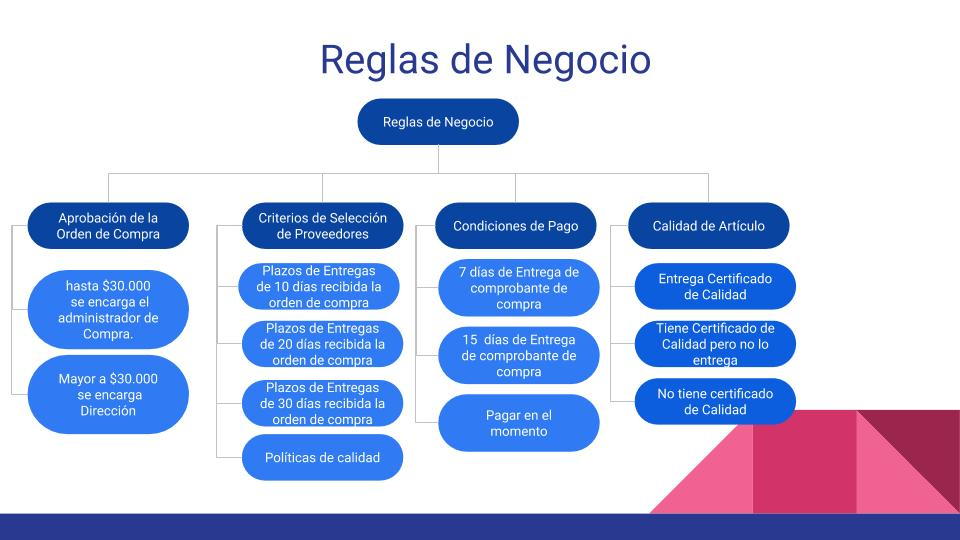 Reglas de Negocio
Reglas de Negocio
Aprobación de la
Orden de Compra
hasta $30.000
se encarga el
administrador de
Compra.
Mayor a $30.000
se encarga
Dirección
Criterios de Selección
de Proveedores
Plazos de Entregas
de 10 días recibida la
orden de compra
Plazos de Entregas
de 20 días recibida la
orden de compra
Plazos de Entregas
de 30 días recibida la
orden de compra
Políticas de calidad
Condiciones de Pago
7 días de Entrega de
comprobante de
compra
15  días de Entrega
de comprobante de
compra
Pagar en el
momento
Calidad de Artículo
Entrega Certificado
de Calidad
Tiene Certificado de
Calidad pero no lo
entrega
No tiene certificado
de Calidad